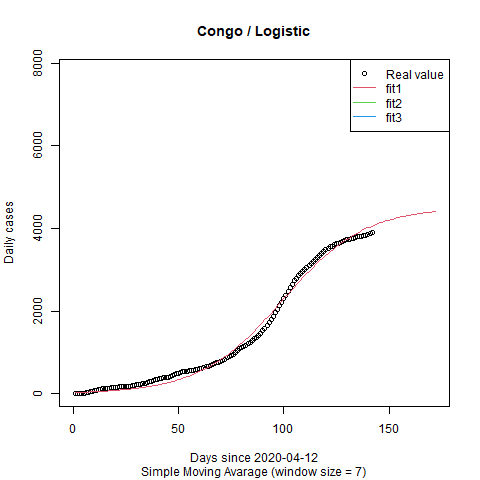 Congo / Logistic
Real value
fit1
fit2
fit3
Daily cases
0
2000
4000
6000
8000
0
50
100
150
Days since 2020-04-12
Simple Moving Avarage (window size = 7)